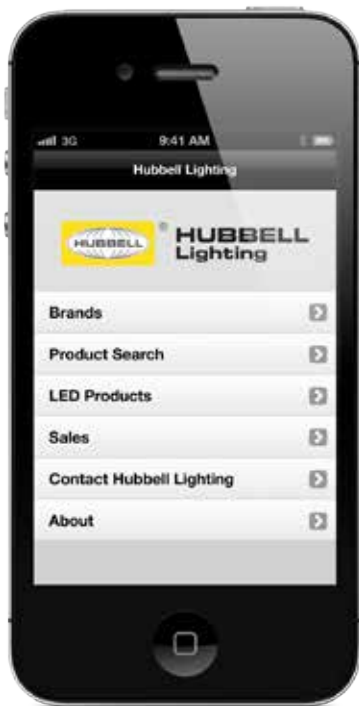 3G 9:41 AM
Hubbell Lighting
HUBBELL ® HUBBELL
Lighting
Brands
Product Search
LED Products
Sales
Contact Hubbell Lighting
About